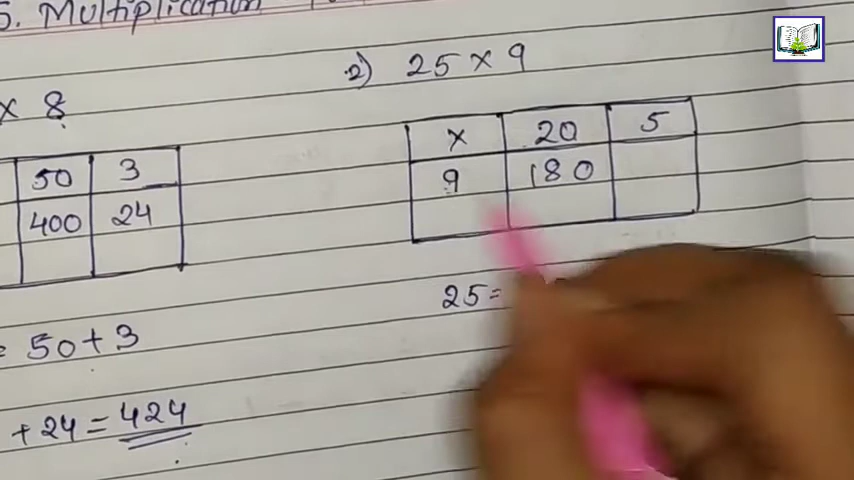 5. Multiplication
× 8
50 3
400 24
= 50 + 3
+ 24 = 424
2) 25 × 9
× 20 5
9 180
25 =